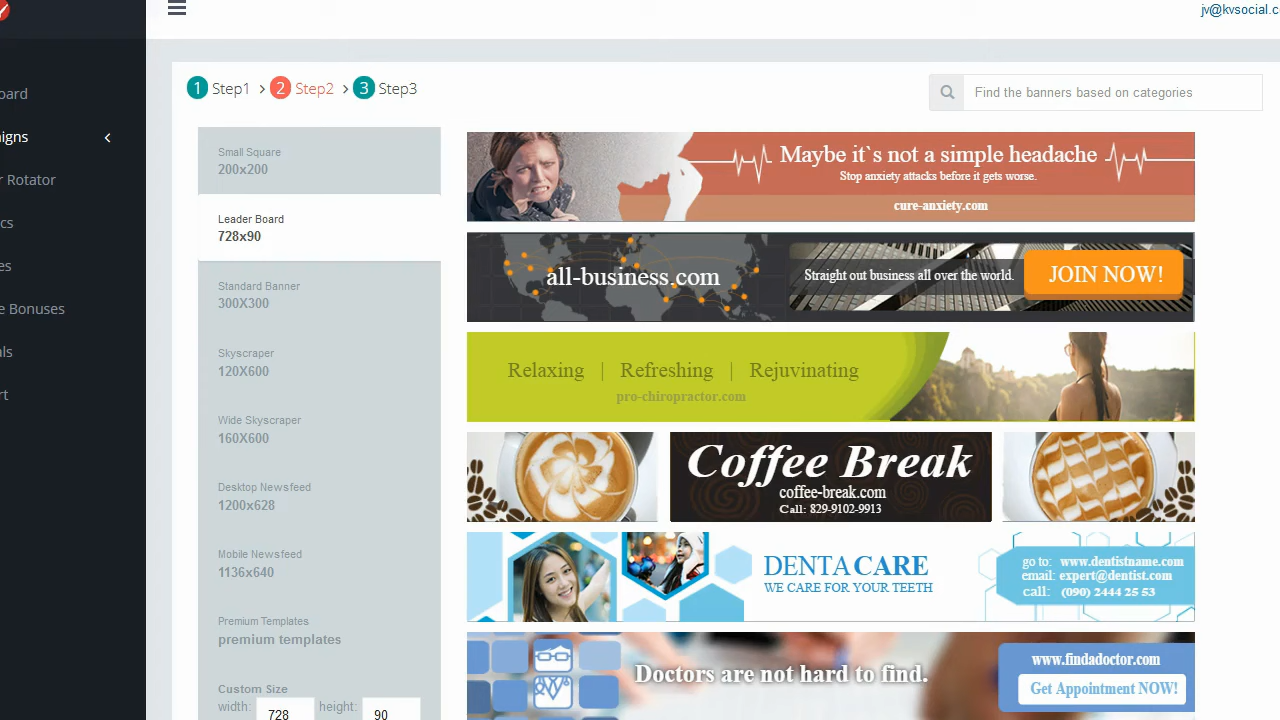 jv@kvsocial.c
oard
1 Step1 > 2 Step2 > 3 Step3
Find the banners based on categories
igns
r Rotator
cs
es
e Bonuses
als
rt
Small Square
200x200
Leader Board
728x90
Standard Banner
300X300
Skyscraper
120X600
Wide Skyscraper
160X600
Desktop Newsfeed
1200x628
Mobile Newsfeed
1136x640
Premium Templates
premium templates
Custom Size
width: 728 height: 90
Maybe it`s not a simple headache
Stop anxiety attacks before it gets worse.
cure-anxiety.com
all-business.com
Straight out business all over the world.
JOIN NOW!
Relaxing | Refreshing | Rejuvinating
pro-chiropractor.com
Coffee Break
coffee-break.com
Call: 829-9102-9913
DENTACARE
WE CARE FOR YOUR TEETH
go to: www.dentistname.com
email: expert@dentist.com
call: (090) 2444 25 53
Doctors are not hard to find.
www.findadoctor.com
Get Appointment NOW!